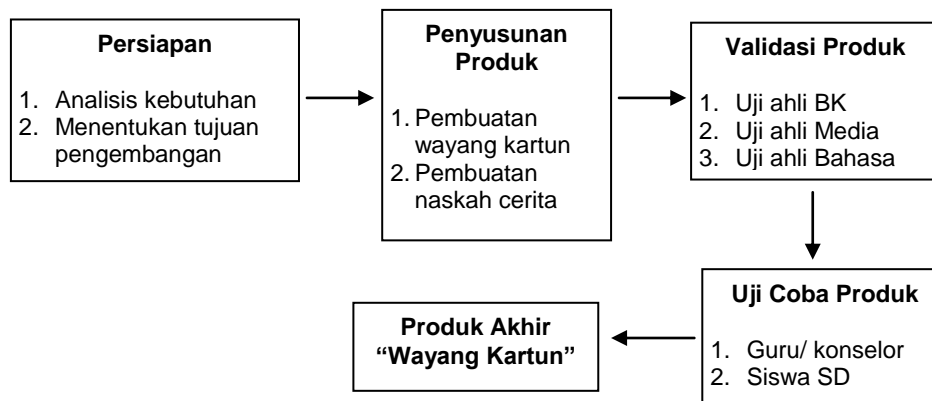 Persiapan
1. Analisis kebutuhan
2. Menentukan tujuan
pengembangan
Penyusunan
Produk
1. Pembuatan
wayang kartun
2. Pembuatan
naskah cerita
Validasi Produk
1. Uji ahli BK
2. Uji ahli Media
3. Uji ahli Bahasa
Uji Coba Produk
1. Guru/ konselor
2. Siswa SD
Produk Akhir
“Wayang Kartun”